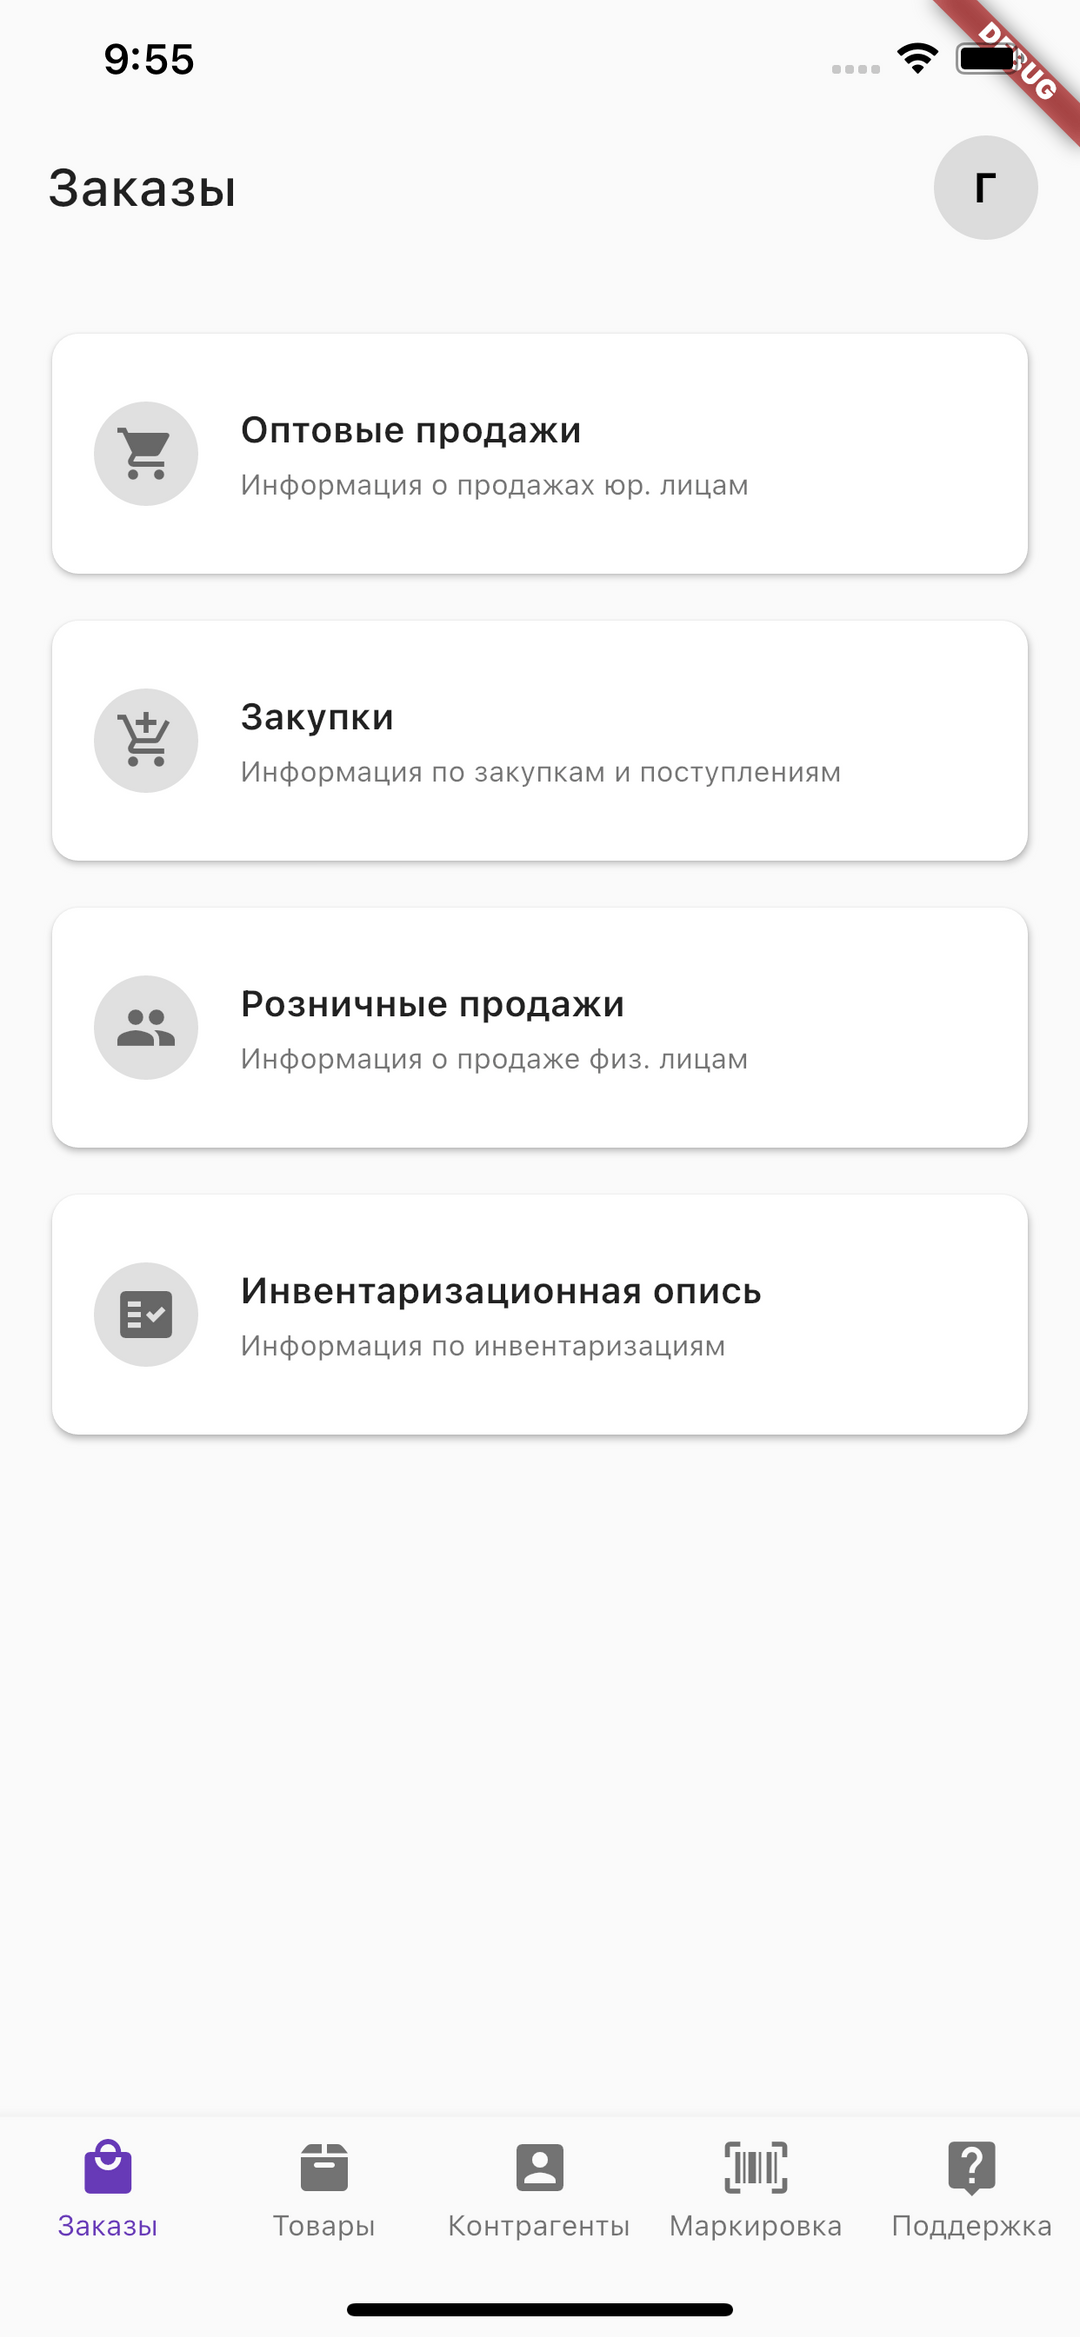 9:55
DEBUG
Заказы
Г
Оптовые продажи
Информация о продажах юр. лицам
Закупки
Информация по закупкам и поступлениям
Розничные продажи
Информация о продаже физ. лицам
Инвентаризационная опись
Информация по инвентаризациям
Заказы
Товары
Контрагенты
Маркировка
Поддержка